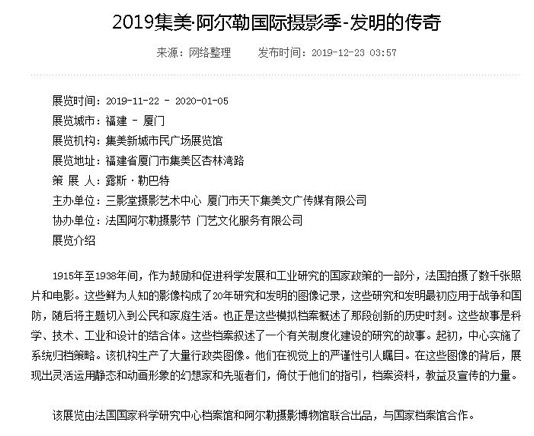 2019集美·阿尔勒国际摄影季-发明的传奇
来源：网络整理 发布时间：2019-12-23 03:57
展览时间：2019-11-22 - 2020-01-05
展览城市：福建 - 厦门
展览机构：集美新城市民广场展览馆
展览地址：福建省厦门市集美区杏林湾路
策 展 人：露斯·勒巴特
主办单位：三影堂摄影艺术中心 厦门市天下集美文广传媒有限公司
协办单位：法国阿尔勒摄影节 门艺文化服务有限公司
展览介绍
1915年至1938年间，作为鼓励和促进科学发展和工业研究的国家政策的一部分，法国拍摄了数千张照
片和电影。这些鲜为人知的影像构成了20年研究和发明的图像记录，这些研究和发明最初应用于战争和国
防，随后将主题切入到公民和家庭生活。也正是这些模拟档案概述了那段创新的历史时刻。这些故事是科
学、技术、工业和设计的结合体。这些档案叙述了一个有关制度化建设的研究的故事。起初，中心实施了
系统归档策略。该机构生产了大量行政类图像。他们在视觉上的严谨性引人瞩目。在这些图像的背后，展
现出灵活运用静态和动画形象的幻想家和先驱者们，倚仗于他们的指引，档案资料，教益及宣传的力量。
该展览由法国国家科学研究中心档案馆和阿尔勒摄影博物馆联合出品，与国家档案馆合作。